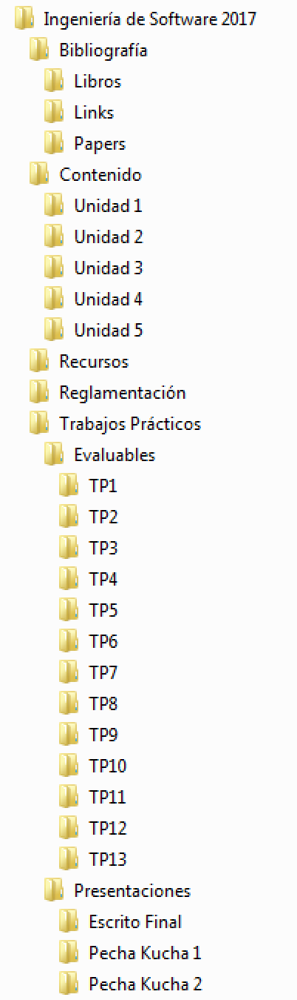 Ingeniería de Software 2017
Bibliografía
Libros
Links
Papers
Contenido
Unidad 1
Unidad 2
Unidad 3
Unidad 4
Unidad 5
Recursos
Reglamentación
Trabajos Prácticos
Evaluables
TP1
TP2
TP3
TP4
TP5
TP6
TP7
TP8
TP9
TP10
TP11
TP12
TP13
Presentaciones
Escrito Final
Pecha Kucha 1
Pecha Kucha 2